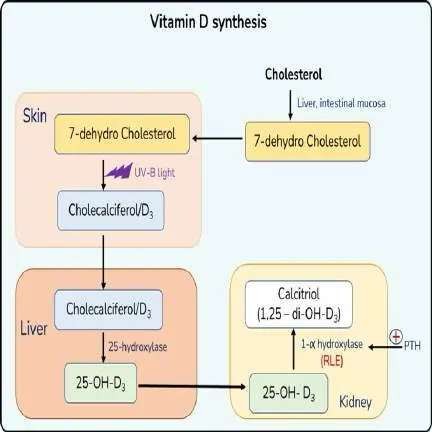 Vitamin D synthesis
Cholesterol
Liver, intestinal mucosa
7-dehydro Cholesterol
Skin
7-dehydro Cholesterol
UV-B light
Cholecalciferol/D₃
Liver
Cholecalciferol/D₃
25-hydroxylase
25-OH-D₃
Calcitriol
(1,25 – di-OH-D₃)
1-α hydroxylase
(RLE)
+
PTH
25-OH- D₃
Kidney